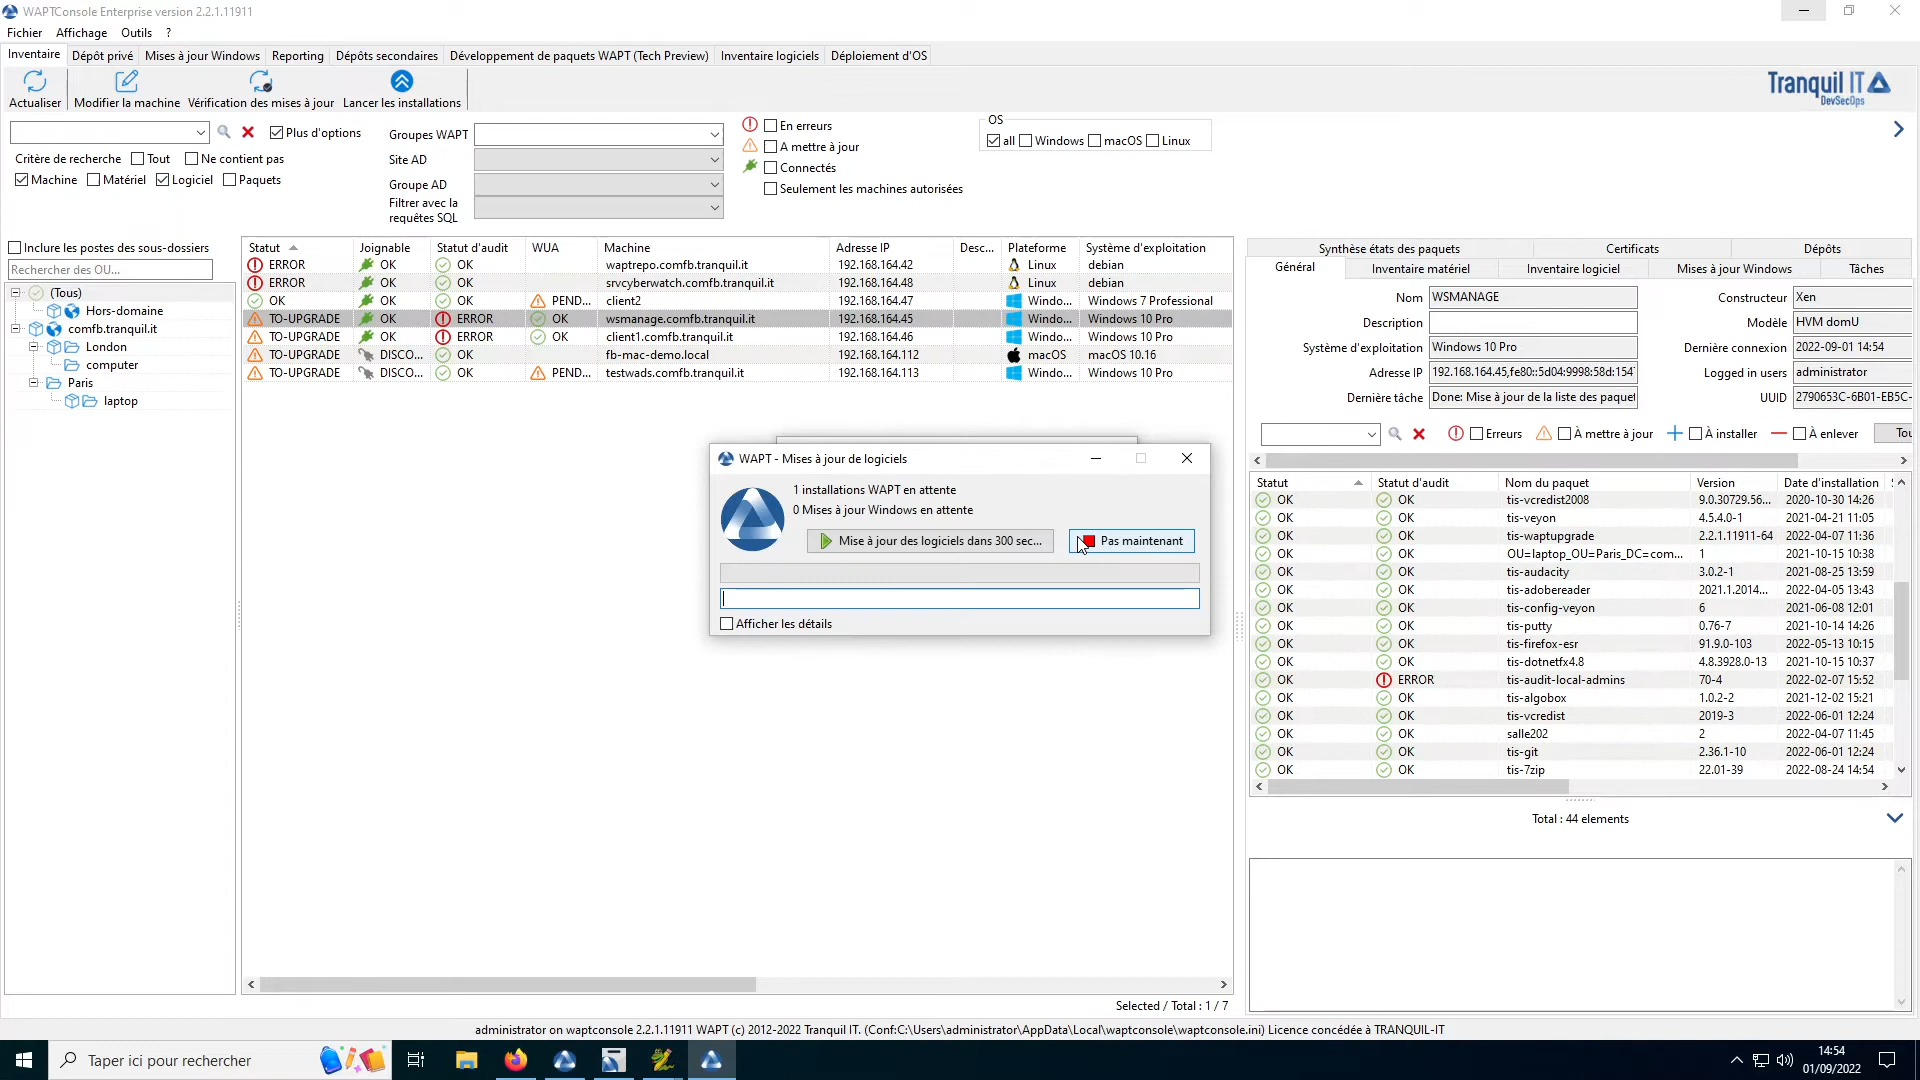 WAPTConsole Enterprise version 2.2.1.11911
Fichier Affichage Outils ?
Inventaire Dépôt privé Mises à jour Windows Reporting Dépôts secondaires Développement de paquets WAPT (Tech Preview) Inventaire logiciels Déploiement d'OS
Actualiser Modifier la machine Vérification des mises à jour Lancer les installations
Tranquil IT
DevSecOps
Plus d'options
Critère de recherche Tout Ne contient pas
Machine Matériel Logiciel Paquets
Groupes WAPT
Site AD
Groupe AD
Filtrer avec la
requêtes SQL
En erreurs
A mettre à jour
Connectés
Seulement les machines autorisées
OS
all Windows macOS Linux
Inclure les postes des sous-dossiers
Rechercher des OU...
(Tous)
Hors-domaine
comfb.tranquil.it
London
computer
Paris
laptop
Statut Joignable Statut d'audit WUA Machine Adresse IP Desc... Plateforme Système d'exploitation
ERROR OK OK waptrepo.comfb.tranquil.it 192.168.164.42 Linux debian
ERROR OK OK srvcyberwatch.comfb.tranquil.it 192.168.164.48 Linux debian
OK OK OK PEND... client2 192.168.164.47 Windo... Windows 7 Professional
TO-UPGRADE OK ERROR OK wsmanage.comfb.tranquil.it 192.168.164.45 Windo... Windows 10 Pro
TO-UPGRADE OK ERROR OK client1.comfb.tranquil.it 192.168.164.46 Windo... Windows 10 Pro
TO-UPGRADE DISCO... OK fb-mac-demo.local 192.168.164.112 macOS macOS 10.16
TO-UPGRADE DISCO... OK PEND... testwads.comfb.tranquil.it 192.168.164.113 Windo... Windows 10 Pro
WAPT - Mises à jour de logiciels
1 installations WAPT en attente
0 Mises à jour Windows en attente
Mise à jour des logiciels dans 300 sec... Pas maintenant
Afficher les détails
Selected / Total : 1 / 7
Synthèse états des paquets Certificats Dépôts
Général Inventaire matériel Inventaire logiciel Mises à jour Windows Tâches
Nom WSMANAGE Constructeur Xen
Description Modèle HVM domU
Système d'exploitation Windows 10 Pro Dernière connexion 2022-09-01 14:54
Adresse IP 192.168.164.45,fe80::5d04:9998:58d:154 Logged in users administrator
Dernière tâche Done: Mise à jour de la liste des paquet UUID 2790653C-6B01-EB5C-
Erreurs À mettre à jour À installer À enlever Tou
Statut Statut d'audit Nom du paquet Version Date d'installation
OK OK tis-vcredist2008 9.0.30729.56... 2020-10-30 14:26
OK OK tis-veyon 4.5.4.0-1 2021-04-21 11:05
OK OK tis-waptupgrade 2.2.1.11911-64 2022-04-07 11:36
OK OK OU=laptop_OU=Paris_DC=com... 1 2021-10-15 10:38
OK OK tis-audacity 3.0.2-1 2021-08-25 13:59
OK OK tis-adobereader 2021.1.2014... 2022-04-05 13:43
OK OK tis-config-veyon 6 2021-06-08 12:01
OK OK tis-putty 0.76-7 2021-10-14 14:26
OK OK tis-firefox-esr 91.9.0-103 2022-05-13 10:15
OK OK tis-dotnetfx4.8 4.8.3928.0-13 2021-10-15 10:37
OK ERROR tis-audit-local-admins 70-4 2022-02-07 15:52
OK OK tis-algobox 1.0.2-2 2021-12-02 15:21
OK OK tis-vcredist 2019-3 2022-06-01 12:24
OK OK salle202 2 2022-04-07 11:45
OK OK tis-git 2.36.1-10 2022-06-01 12:24
OK OK tis-7zip 22.01-39 2022-08-24 14:54
Total : 44 elements
administrator on waptconsole 2.2.1.11911 WAPT (c) 2012-2022 Tranquil IT. (Conf:C:\Users\administrator\AppData\Local\waptconsole\waptconsole.ini) Licence concédée à TRANQUIL-IT
Taper ici pour rechercher
14:54
01/09/2022